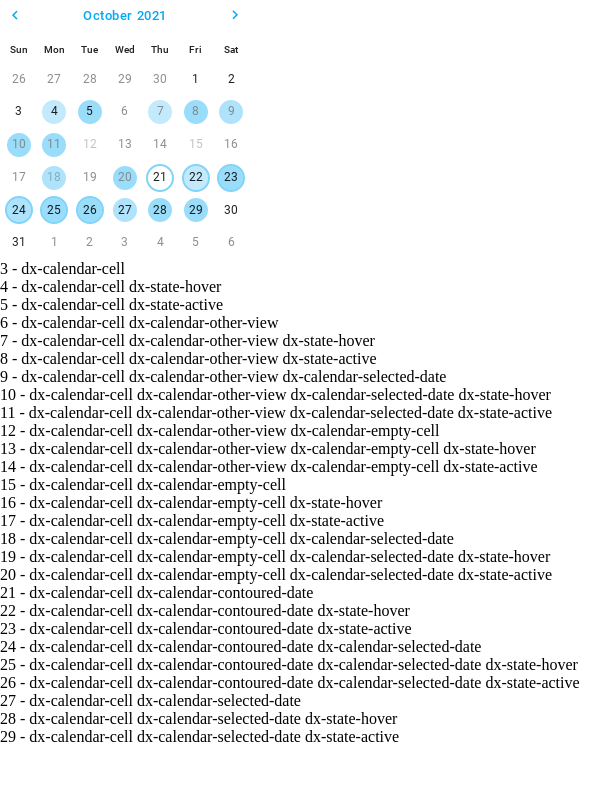 October 2021
Sun Mon Tue Wed Thu Fri Sat
26 27 28 29 30 1 2
3 4 5 6 7 8 9
10 11 12 13 14 15 16
17 18 19 20 21 22 23
24 25 26 27 28 29 30
31 1 2 3 4 5 6
3 - dx-calendar-cell
4 - dx-calendar-cell dx-state-hover
5 - dx-calendar-cell dx-state-active
6 - dx-calendar-cell dx-calendar-other-view
7 - dx-calendar-cell dx-calendar-other-view dx-state-hover
8 - dx-calendar-cell dx-calendar-other-view dx-state-active
9 - dx-calendar-cell dx-calendar-other-view dx-calendar-selected-date
10 - dx-calendar-cell dx-calendar-other-view dx-calendar-selected-date dx-state-hover
11 - dx-calendar-cell dx-calendar-other-view dx-calendar-selected-date dx-state-active
12 - dx-calendar-cell dx-calendar-other-view dx-calendar-empty-cell
13 - dx-calendar-cell dx-calendar-other-view dx-calendar-empty-cell dx-state-hover
14 - dx-calendar-cell dx-calendar-other-view dx-calendar-empty-cell dx-state-active
15 - dx-calendar-cell dx-calendar-empty-cell
16 - dx-calendar-cell dx-calendar-empty-cell dx-state-hover
17 - dx-calendar-cell dx-calendar-empty-cell dx-state-active
18 - dx-calendar-cell dx-calendar-empty-cell dx-calendar-selected-date
19 - dx-calendar-cell dx-calendar-empty-cell dx-calendar-selected-date dx-state-hover
20 - dx-calendar-cell dx-calendar-empty-cell dx-calendar-selected-date dx-state-active
21 - dx-calendar-cell dx-calendar-contoured-date
22 - dx-calendar-cell dx-calendar-contoured-date dx-state-hover
23 - dx-calendar-cell dx-calendar-contoured-date dx-state-active
24 - dx-calendar-cell dx-calendar-contoured-date dx-calendar-selected-date
25 - dx-calendar-cell dx-calendar-contoured-date dx-calendar-selected-date dx-state-hover
26 - dx-calendar-cell dx-calendar-contoured-date dx-calendar-selected-date dx-state-active
27 - dx-calendar-cell dx-calendar-selected-date
28 - dx-calendar-cell dx-calendar-selected-date dx-state-hover
29 - dx-calendar-cell dx-calendar-selected-date dx-state-active